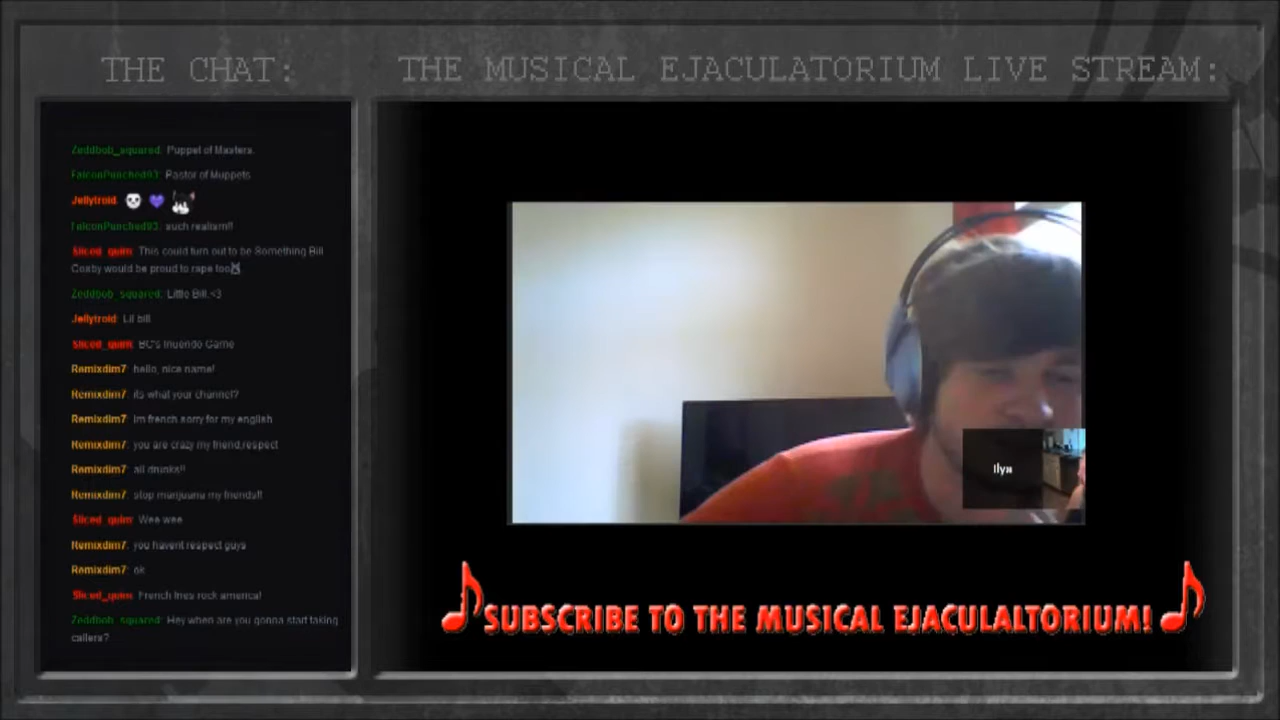 THE CHAT:
THE MUSICAL EJACULATORIUM LIVE STREAM:
Zeddbob_squared: Puppet of Masters.
FalconPunched93: Pastor of Muppets
Jellytroid:
FalconPunched93: such realism!!
Sliced_quim: This could turn out to be Something Bill
Cosby would be proud to rape too
Zeddbob_squared: Little Bill.<3
Jellytroid: Lil bill
Sliced_quim: BC's Inuendo Game
Remixdim7: hello, nice name!
Remixdim7: its what your channel?
Remixdim7: Im french sorry for my english
Remixdim7: you are crazy my friend,respect
Remixdim7: all drunks!!
Remixdim7: stop marijuana my friends!!
Sliced_quim: Wee wee
Remixdim7: you havent respect guys
Remixdim7: ok
Sliced_quim: French fries rock america!
Zeddbob_squared: Hey when are you gonna start taking
callers?
Ilya
SUBSCRIBE TO THE MUSICAL EJACULALTORIUM!